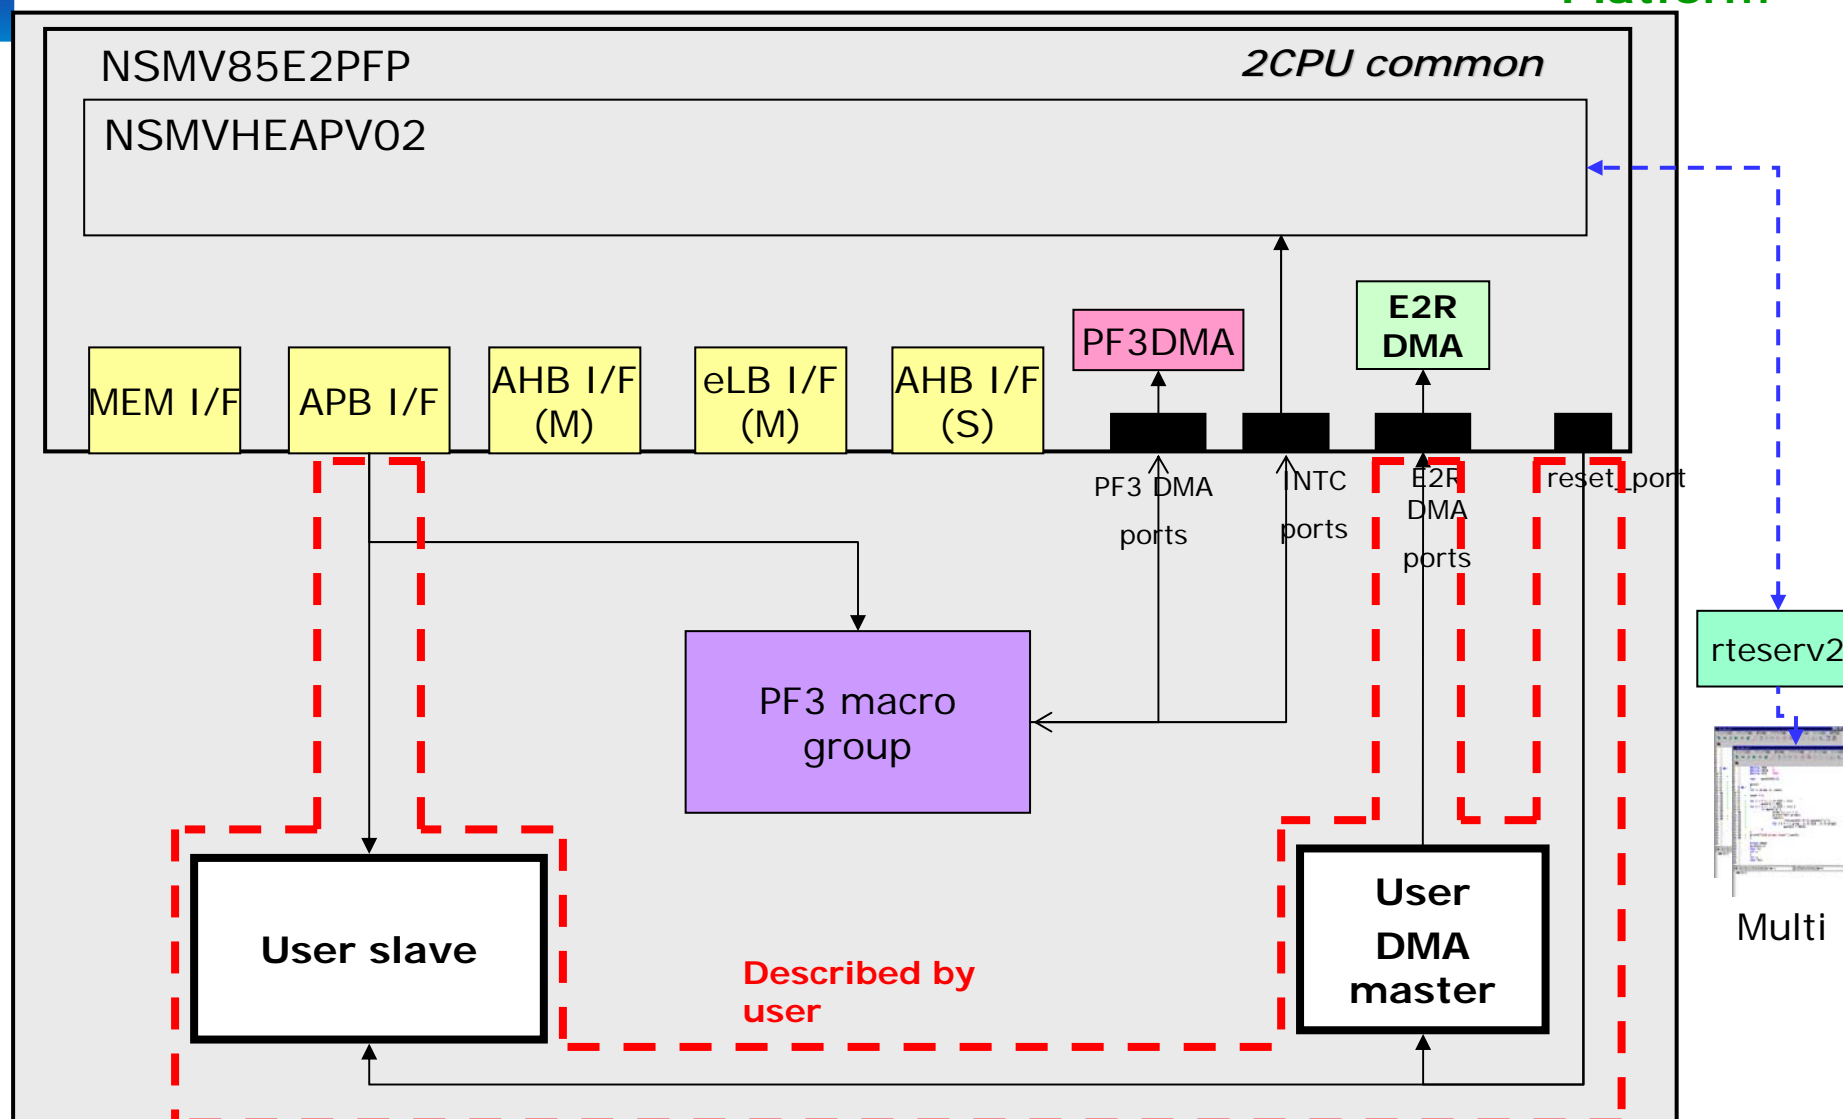 Platform
NSMV85E2PFP
2CPU common
NSMVHEAPV02
MEM I/F
APB I/F
AHB I/F
(M)
eLB I/F
(M)
AHB I/F
(S)
PF3DMA
E2R
DMA
PF3 DMA
ports
INTC
ports
E2R
DMA
ports
reset_port
PF3 macro
group
rteserv2
Multi
User slave
Described by
user
User
DMA
master